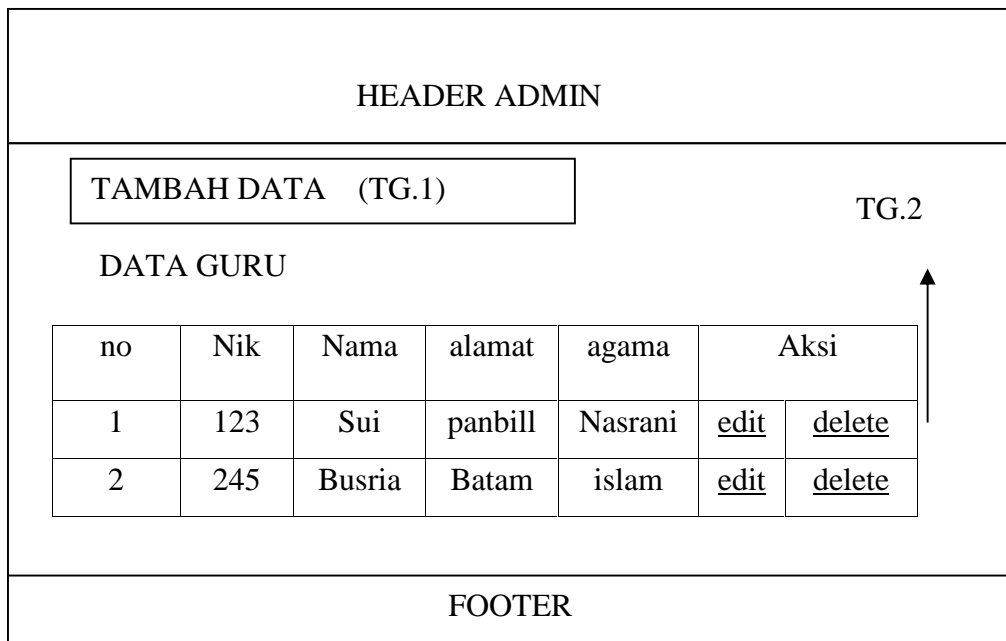 HEADER ADMIN
TAMBAH DATA (TG.1)
TG.2
DATA GURU
no Nik Nama alamat agama Aksi
1 123 Sui panbill Nasrani edit delete
2 245 Busria Batam islam edit delete
FOOTER